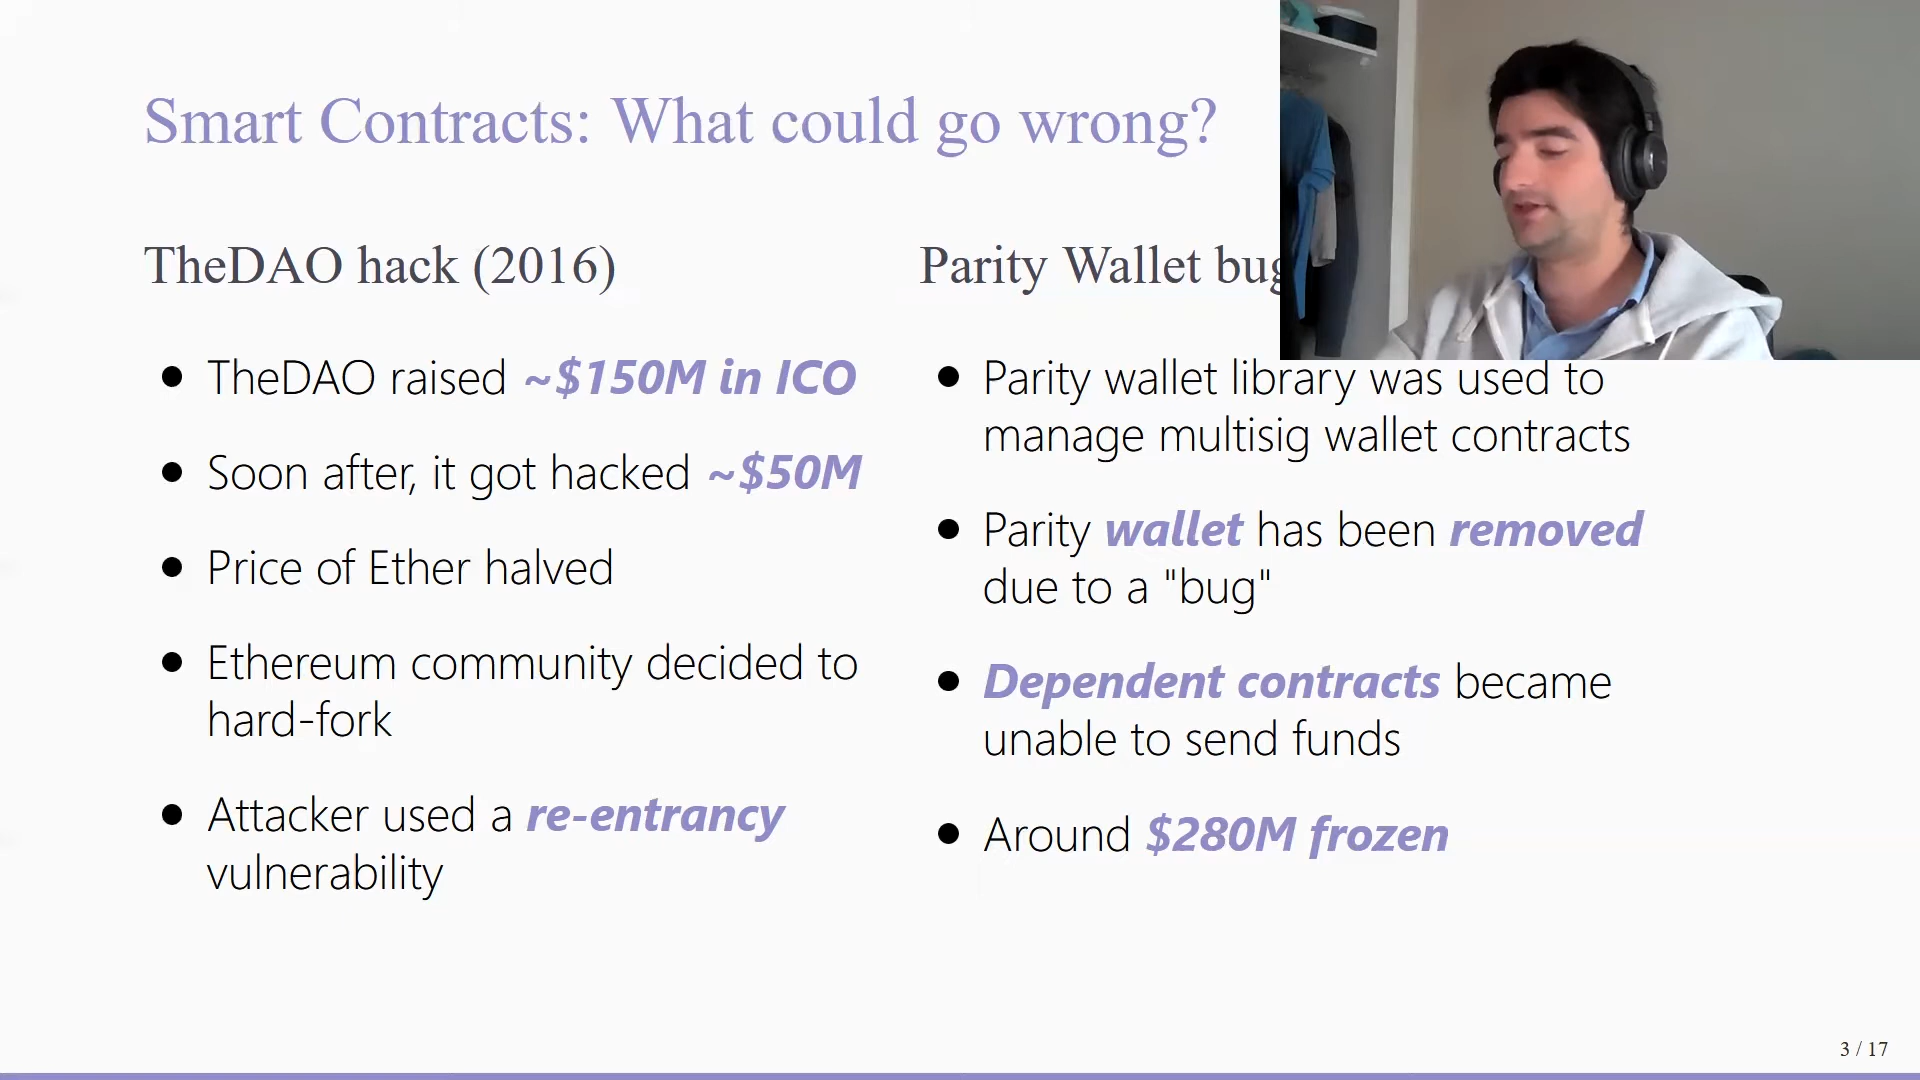 Smart Contracts: What could go wrong?
TheDAO hack (2016)
• TheDAO raised ~$150M in ICO
• Soon after, it got hacked ~$50M
• Price of Ether halved
• Ethereum community decided to
hard-fork
• Attacker used a re-entrancy
vulnerability
Parity Wallet bug
• Parity wallet library was used to
manage multisig wallet contracts
• Parity wallet has been removed
due to a "bug"
• Dependent contracts became
unable to send funds
• Around $280M frozen
3 / 17